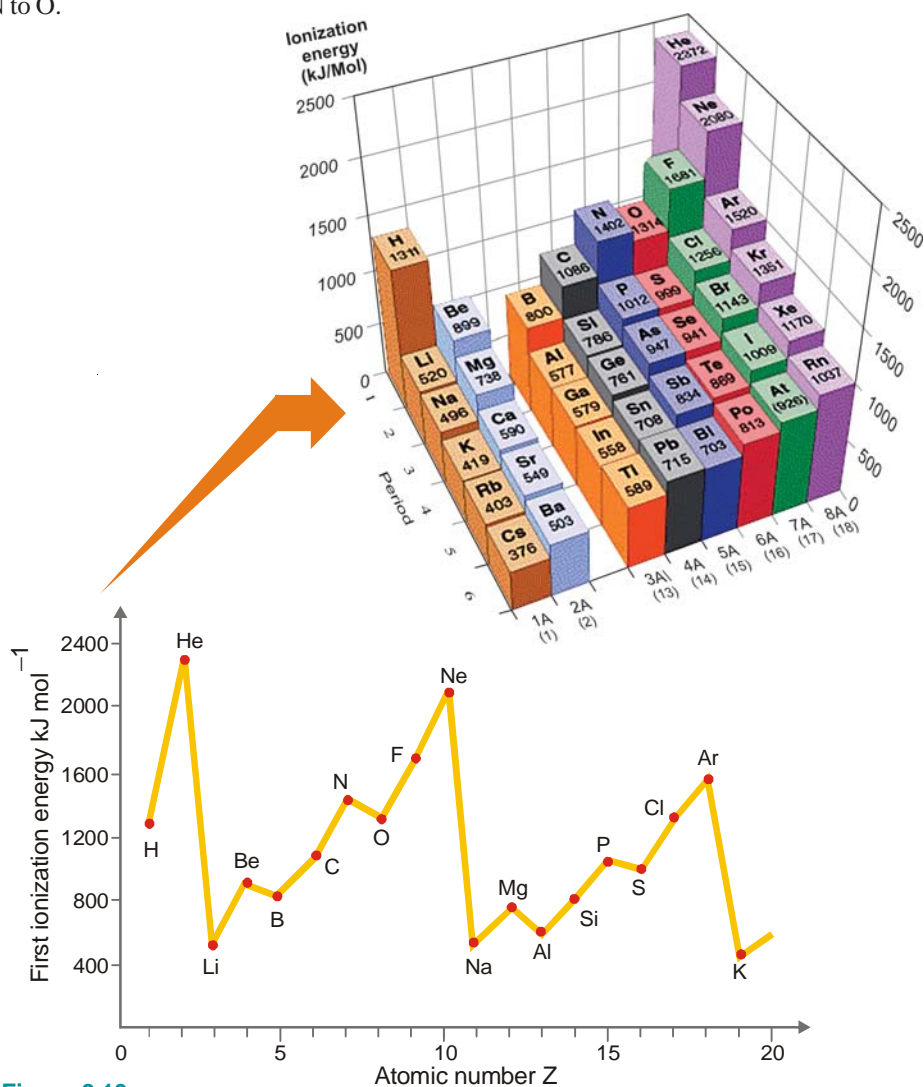 N to O.
Ionization
energy
(kJ/Mol)
2500
2000
1500
1000
500
0
H
1311
Li
520
Na
496
K
419
Rb
403
Cs
376
Be
899
Mg
738
Ca
590
Sr
549
Ba
503
B
800
Al
577
Ga
579
In
558
Tl
589
C
1086
Si
786
Ge
761
Sn
708
Pb
715
N
1402
P
1012
As
947
Sb
834
BI
703
O
1314
S
999
Se
941
Te
869
Po
813
F
1681
Cl
1256
Br
1143
I
1009
At
(926)
He
2372
Ne
2080
Ar
1520
Kr
1351
Xe
1170
Rn
1037
2500
2000
1500
1000
500
0
1
2
3
4
5
6
Period
1A
(1)
2A
(2)
3A\
(13)
4A
(14)
5A
(15)
6A
(16)
7A
(17)
8A
(18)
First ionization energy kJ mol–1
2400
2000
1600
1200
800
400
H
He
Li
Be
B
C
N
O
F
Ne
Na
Mg
Al
Si
P
S
Cl
Ar
K
0 5 10 15 20
Atomic number Z